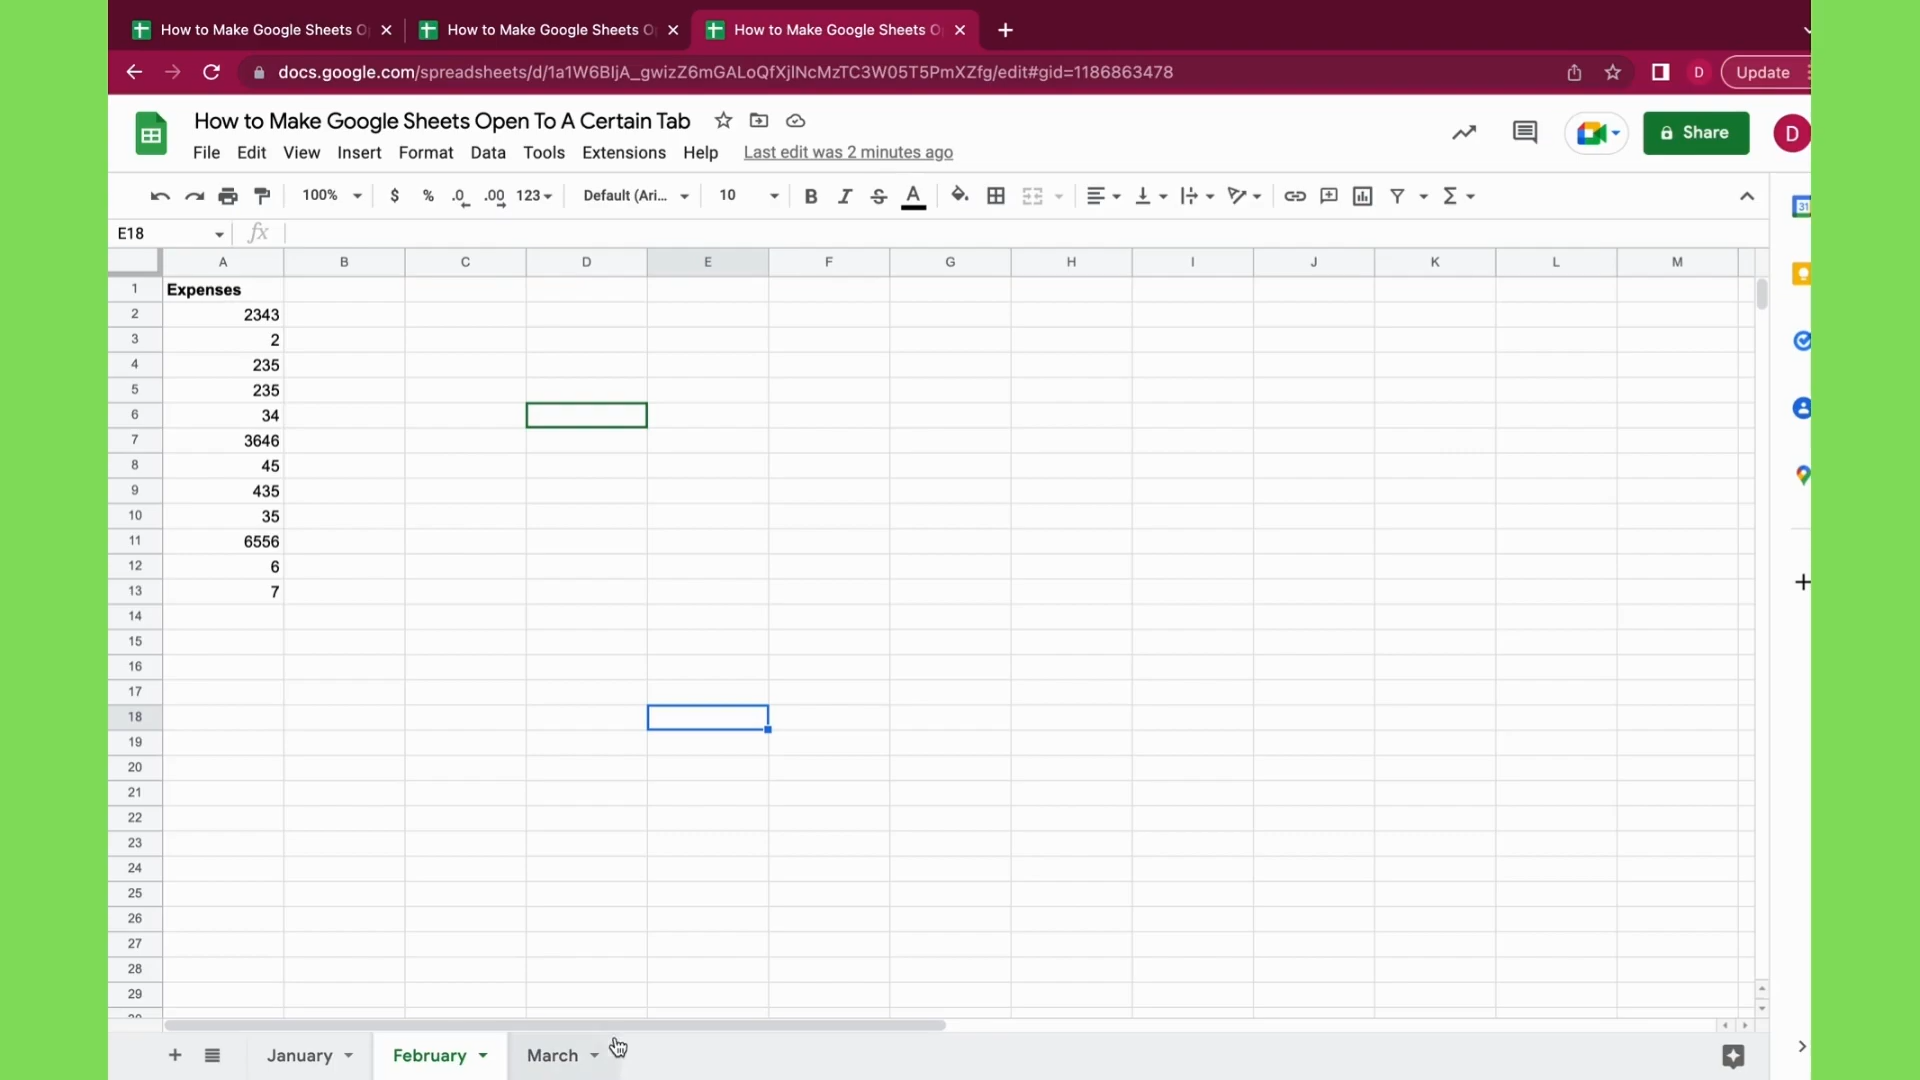 How to Make Google Sheets O
How to Make Google Sheets O
How to Make Google Sheets O
docs.google.com/spreadsheets/d/1a1W6BIjA_gwizZ6mGALoQfXjlNcMzTC3W05T5PmXZfg/edit#gid=1186863478
D
Update
How to Make Google Sheets Open To A Certain Tab
File Edit View Insert Format Data Tools Extensions Help Last edit was 2 minutes ago
Share
D
100% $ % .0 .00 123 Default (Ari... 10 B I S A Σ
31
E18 fx
A B C D E F G H I J K L M
1 Expenses
2 2343
3 2
4 235
5 235
6 34
7 3646
8 45
9 435
10 35
11 6556
12 6
13 7
14
15
16
17
18
19
20
21
22
23
24
25
26
27
28
29
January February March